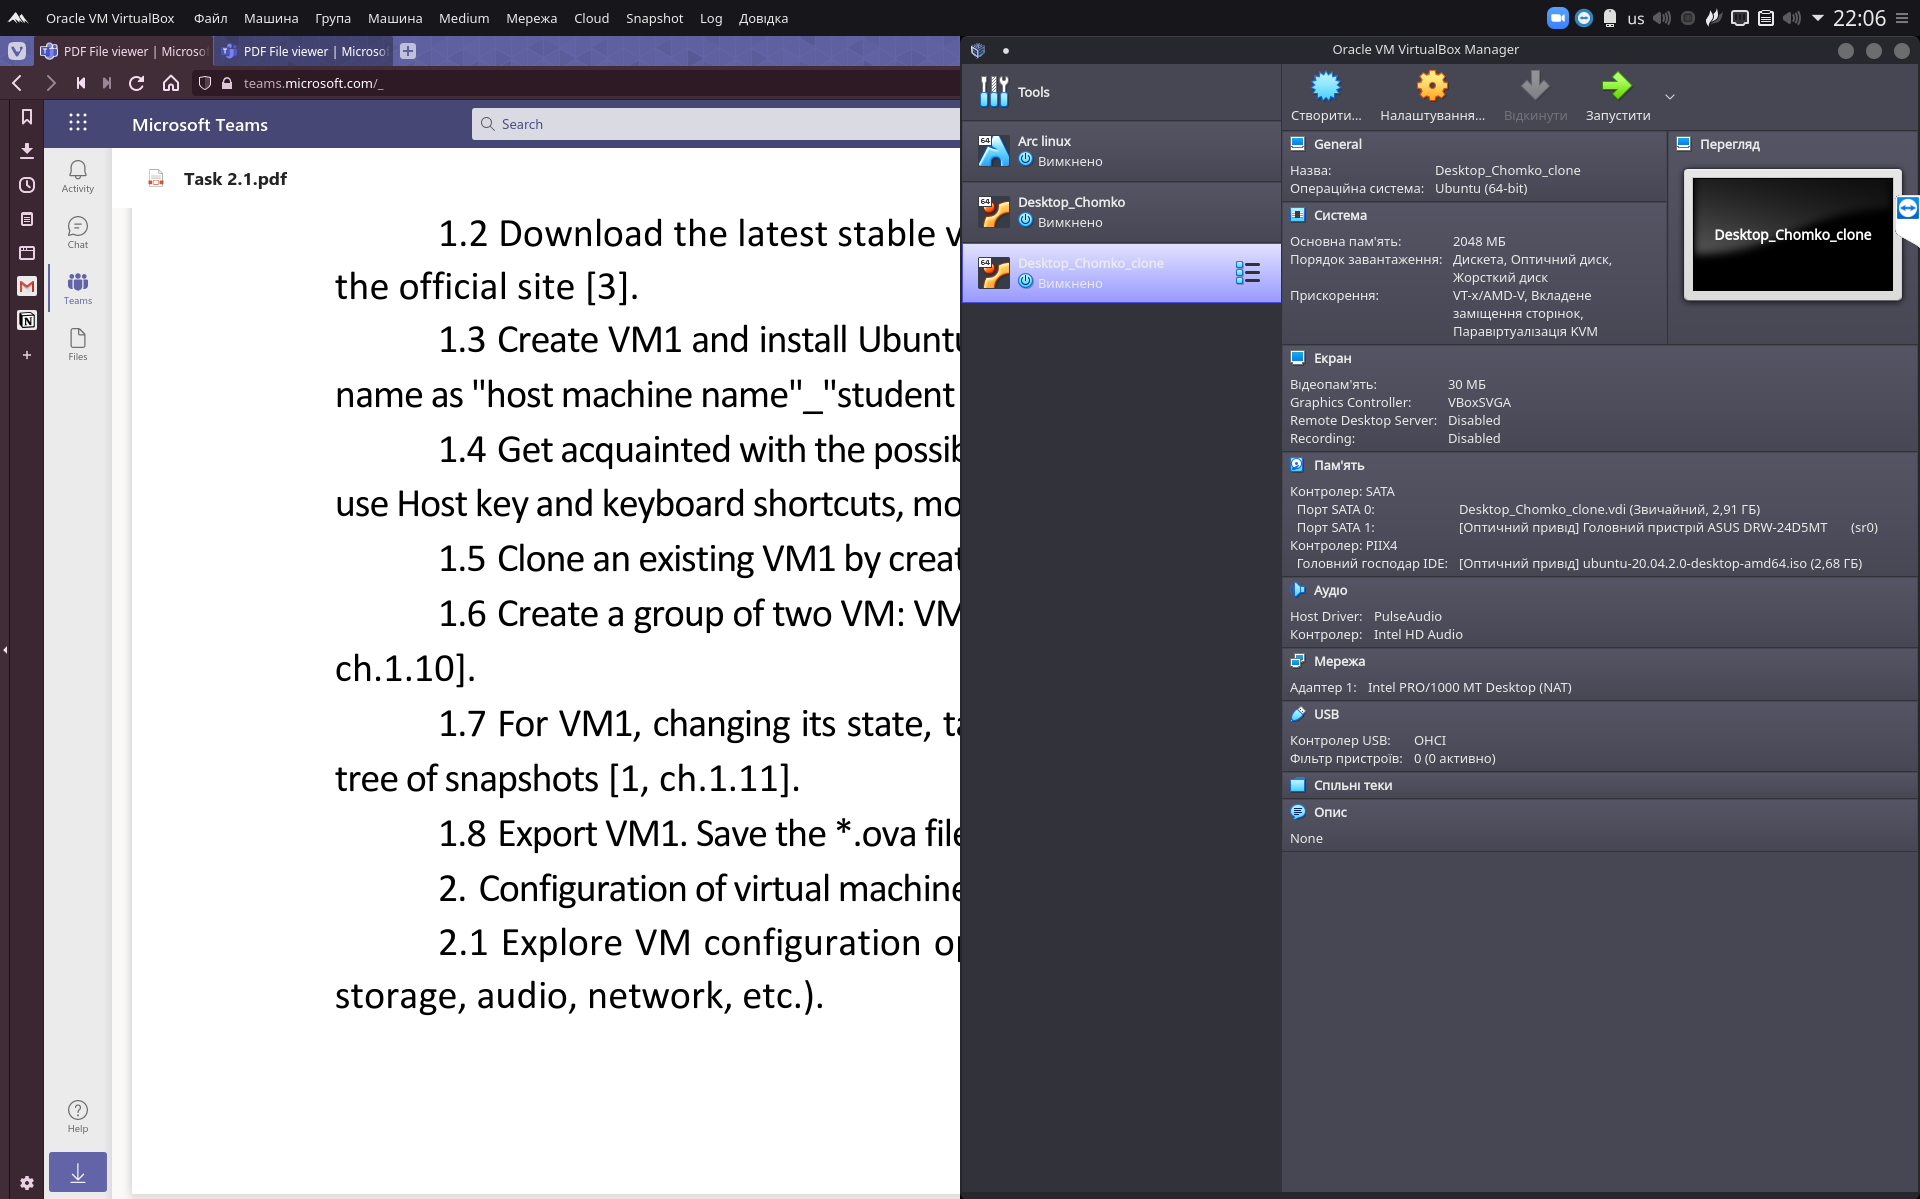 Oracle VM VirtualBox Файл Машина Група Машина Medium Мережа Cloud Snapshot Log Довідка
us 22:06
PDF File viewer | Microso PDF File viewer | Microso
teams.microsoft.com/_
Microsoft Teams
Search
Activity
Chat
Teams
Files
Help
Task 2.1.pdf
1.2 Download the latest stable v
the official site [3].
1.3 Create VM1 and install Ubuntu
name as "host machine name"_"student
1.4 Get acquainted with the possib
use Host key and keyboard shortcuts, mo
1.5 Clone an existing VM1 by creat
1.6 Create a group of two VM: VM
ch.1.10].
1.7 For VM1, changing its state, ta
tree of snapshots [1, ch.1.11].
1.8 Export VM1. Save the *.ova file
2. Configuration of virtual machine
2.1 Explore VM configuration op
storage, audio, network, etc.).
Oracle VM VirtualBox Manager
Tools
64 Arc linux
Вимкнено
64 Desktop_Chomko
Вимкнено
64 Desktop_Chomko_clone
Вимкнено
Створити... Налаштування... Відкинути Запустити
General
Назва: Desktop_Chomko_clone
Операційна система: Ubuntu (64-bit)
Перегляд
Desktop_Chomko_clone
Система
Основна пам'ять: 2048 МБ
Порядок завантаження: Дискета, Оптичний диск,
Жорсткий диск
Прискорення: VT-x/AMD-V, Вкладене
заміщення сторінок,
Паравіртуалізація KVM
Екран
Відеопам'ять: 30 МБ
Graphics Controller: VBoxSVGA
Remote Desktop Server: Disabled
Recording: Disabled
Пам'ять
Контролер: SATA
Порт SATA 0: Desktop_Chomko_clone.vdi (Звичайний, 2,91 ГБ)
Порт SATA 1: [Оптичний привід] Головний пристрій ASUS DRW-24D5MT (sr0)
Контролер: PIIX4
Головний господар IDE: [Оптичний привід] ubuntu-20.04.2.0-desktop-amd64.iso (2,68 ГБ)
Аудіо
Host Driver: PulseAudio
Контролер: Intel HD Audio
Мережа
Адаптер 1: Intel PRO/1000 MT Desktop (NAT)
USB
Контролер USB: OHCI
Фільтр пристроїв: 0 (0 активно)
Спільні теки
Опис
None